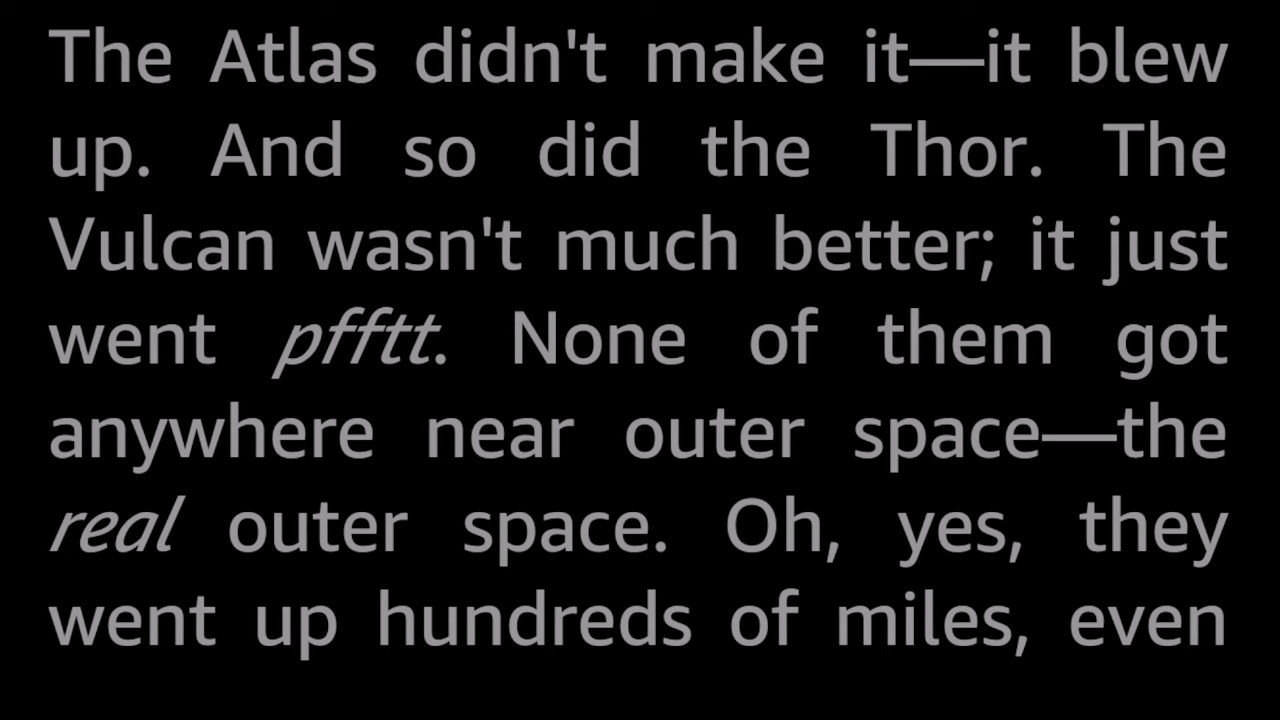 The Atlas didn't make it—it blew
up. And so did the Thor. The
Vulcan wasn't much better; it just
went pfftt. None of them got
anywhere near outer space—the
real outer space. Oh, yes, they
went up hundreds of miles, even